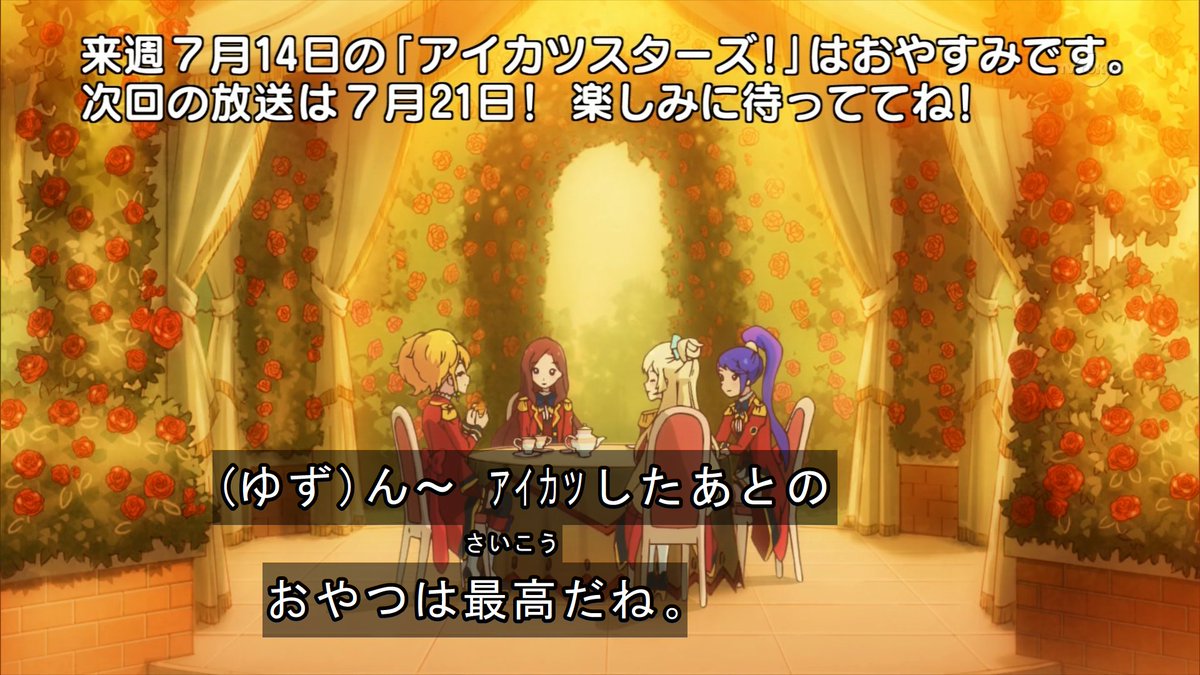 来週７月14日の「アイカツスターズ！」はおやすみです。
次回の放送は７月21日！ 楽しみに待っててね！
（ゆず）ん～ ｱｲｶﾂしたあとの
さいこう
おやつは最高だね。